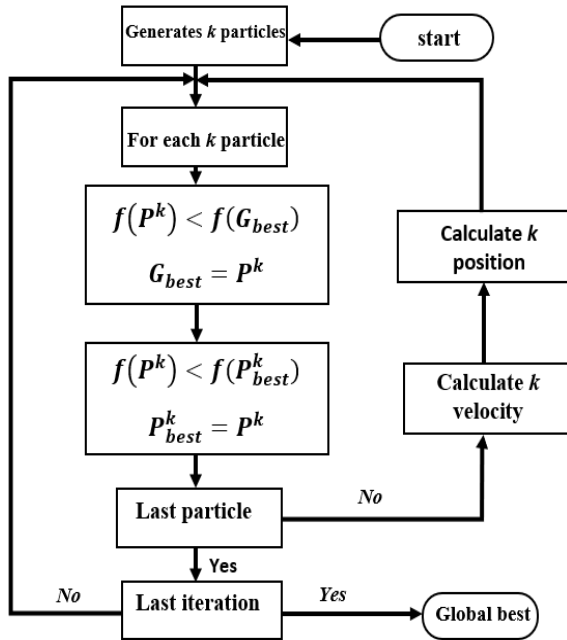 Generates k particles
start
For each k particle
f(P^k) < f(G_best)
G_best = P^k
Calculate k
position
f(P^k) < f(P^k_best)
P^k_best = P^k
Calculate k
velocity
Last particle
No
Yes
Last iteration
No
Yes
Global best